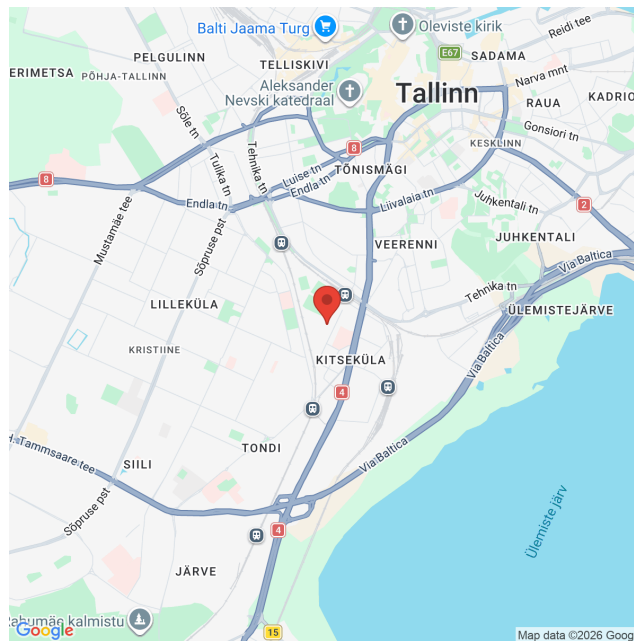 Balti Jaama Turg
Oleviste kirik
Reidi tee
E67
SADAMA
PELGULINN
TELLISKIVI
ERIMETSA
PÕHJA-TALLINN
Narva mnt
Aleksander
Nevski katedraal
Tallinn
RAUA
KADRIO
Sõle tn
Gonsiori tn
Tulika tn
Tehnika tn
8
KESKLINN
Luise tn
TÕNISMÄGI
8
Endla tn
Endla tn
Liivalaia tn
Juhkentali tn
2
Mustamäe tee
Sõpruse pst
VEERENNI
JUHKENTALI
Via Baltica
Tehnika tn
LILLEKÜLA
ÜLEMISTEJÄRVE
KRISTIINE
Via Baltica
KITSEKÜLA
4
TONDI
H. Tammsaare tee
Via Baltica
SIILI
Sõpruse pst
4
Ülemiste järv
JÄRVE
Rahumäe kalmistu
Google
15
Map data ©2026 Goo